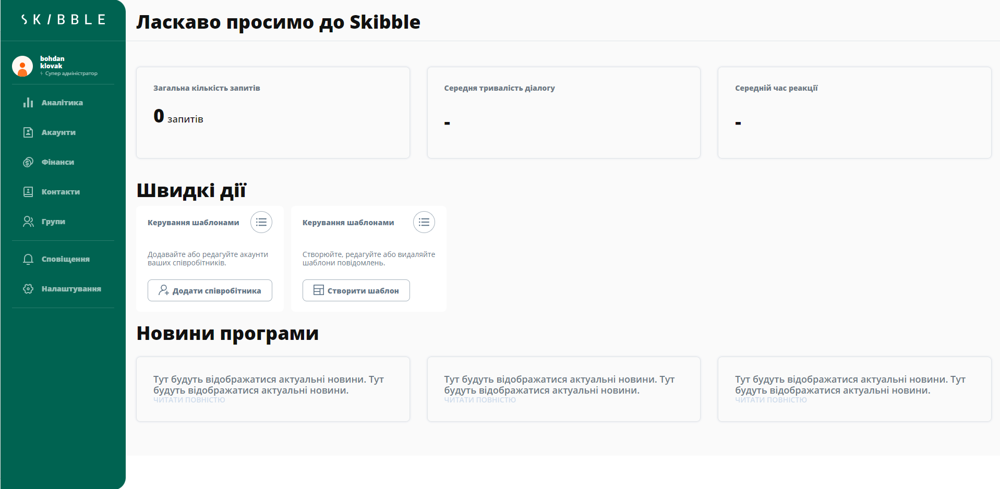 SKIBBLE
Ласкаво просимо до Skibble
bohdan
klovak
Супер адміністратор
Аналітика
Акаунти
Фінанси
Контакти
Групи
Сповіщення
Налаштування
Загальна кількість запитів
0 запитів
Середня тривалість діалогу
-
Середній час реакції
-
Швидкі дії
Керування шаблонами
Додавайте або редагуйте акаунти
ваших співробітників.
Додати співробітника
Керування шаблонами
Створюйте, редагуйте або видаляйте
шаблони повідомлень.
Створити шаблон
Новини програми
Тут будуть відображатися актуальні новини. Тут
будуть відображатися актуальні новини.
ЧИТАТИ ПОВНІСТЮ
Тут будуть відображатися актуальні новини. Тут
будуть відображатися актуальні новини.
ЧИТАТИ ПОВНІСТЮ
Тут будуть відображатися актуальні новини. Тут
будуть відображатися актуальні новини.
ЧИТАТИ ПОВНІСТЮ